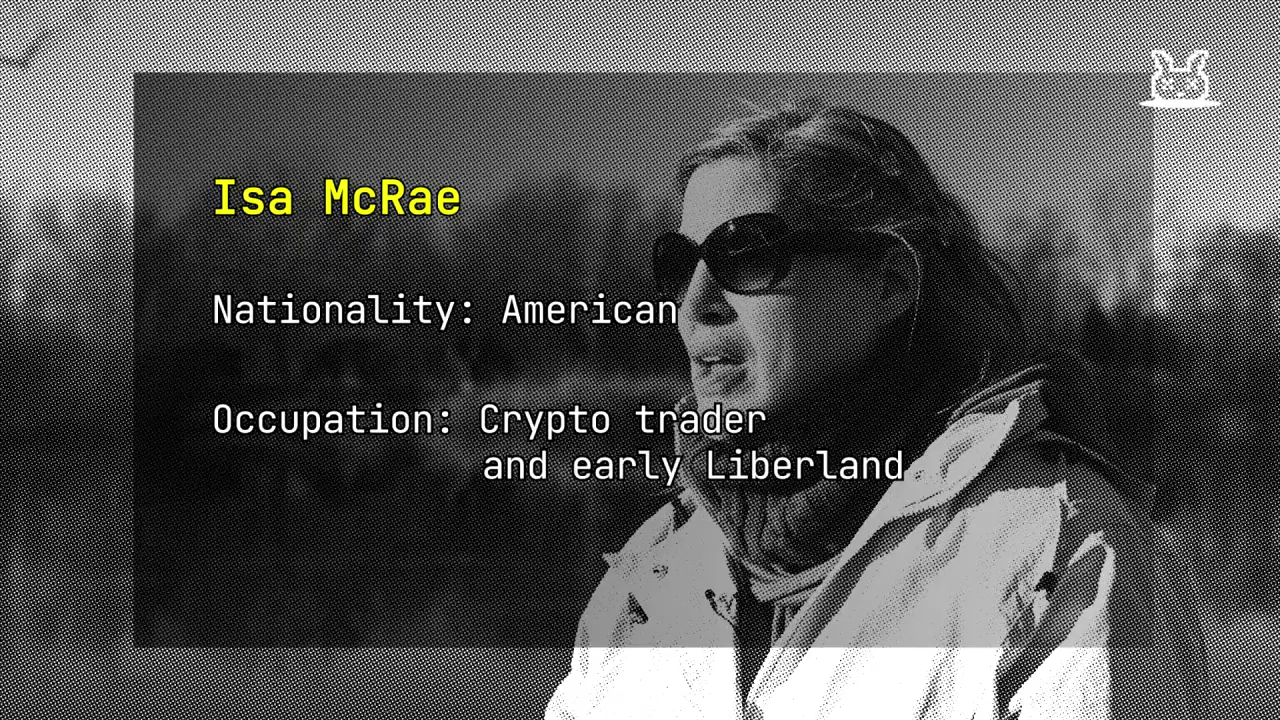 Isa McRae
Nationality: American
Occupation: Crypto trader
and early Liberland